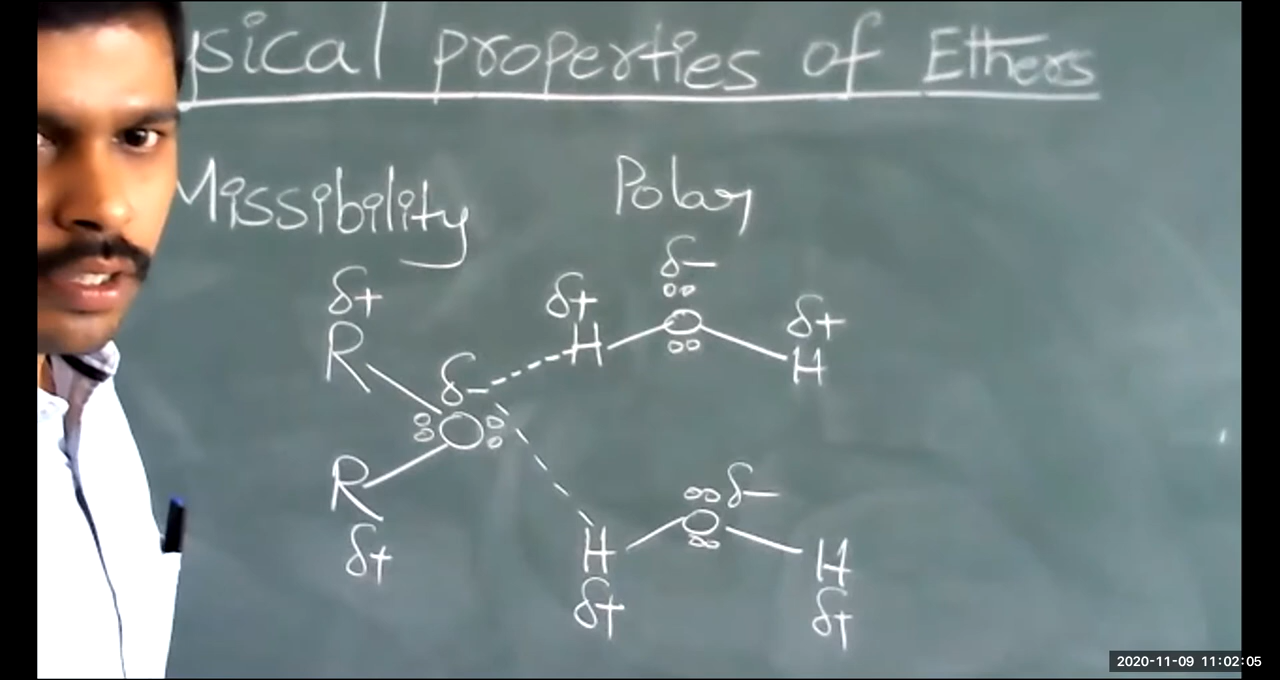 sical properties of Ethers
Missibility Polar
δ+ δ+ δ- δ+
R δ- H O H
O
R δ-
H O H
δ+ δ+ δ+
2020-11-09 11:02:05